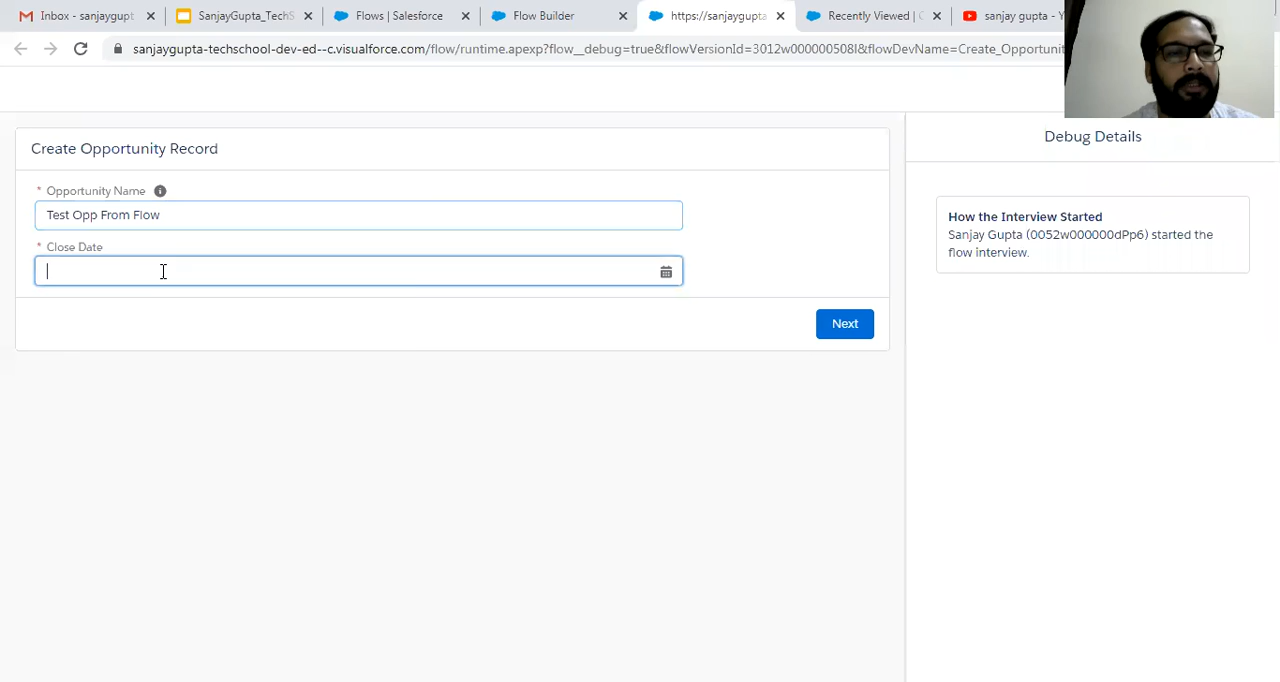 Inbox - sanjaygupt
SanjayGupta_TechS
Flows | Salesforce
Flow Builder
https://sanjaygupta
Recently Viewed |
sanjay gupta - Y
sanjaygupta-techschool-dev-ed--c.visualforce.com/flow/runtime.apexp?flow__debug=true&flowVersionId=3012w000000508I&flowDevName=Create_Opportunit
Create Opportunity Record
* Opportunity Name
Test Opp From Flow
* Close Date
Next
Debug Details
How the Interview Started
Sanjay Gupta (0052w000000dPp6) started the
flow interview.